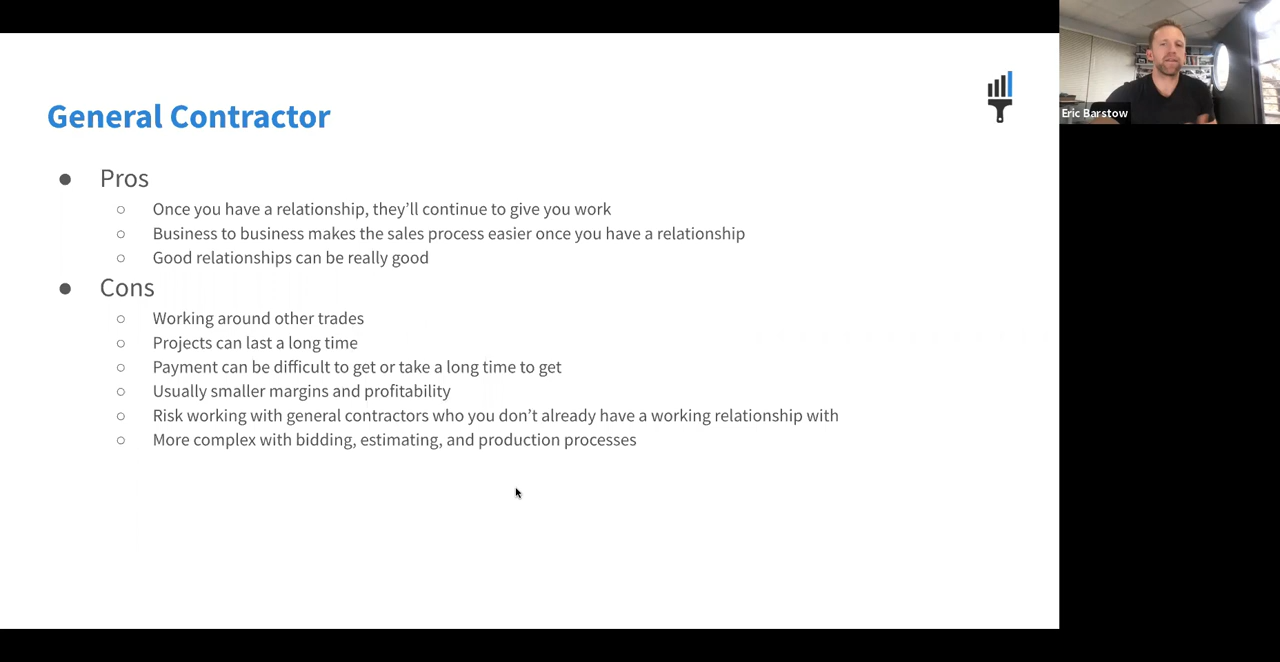 General Contractor
● Pros
○ Once you have a relationship, they’ll continue to give you work
○ Business to business makes the sales process easier once you have a relationship
○ Good relationships can be really good
● Cons
○ Working around other trades
○ Projects can last a long time
○ Payment can be difficult to get or take a long time to get
○ Usually smaller margins and profitability
○ Risk working with general contractors who you don’t already have a working relationship with
○ More complex with bidding, estimating, and production processes
Eric Barstow